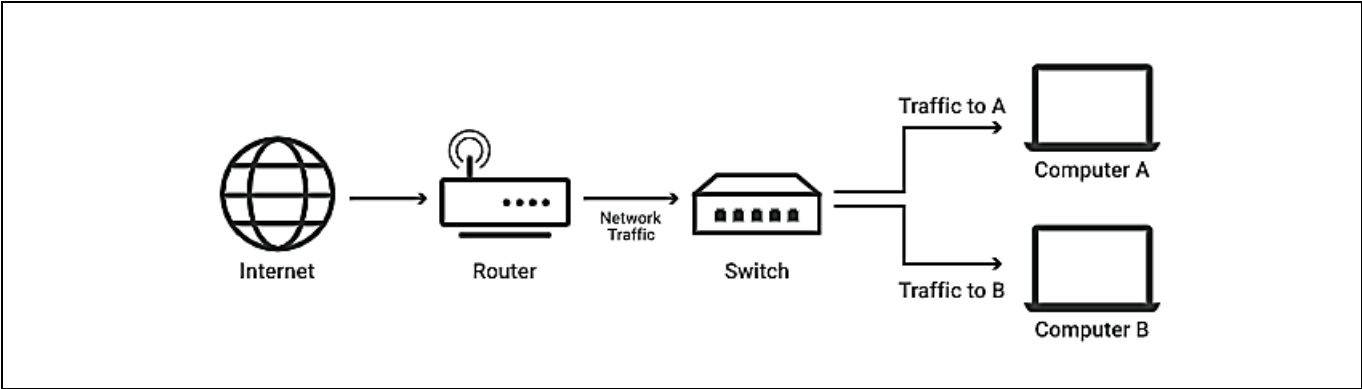 Internet
Router
Network
Traffic
Switch
Traffic to A
Computer A
Traffic to B
Computer B